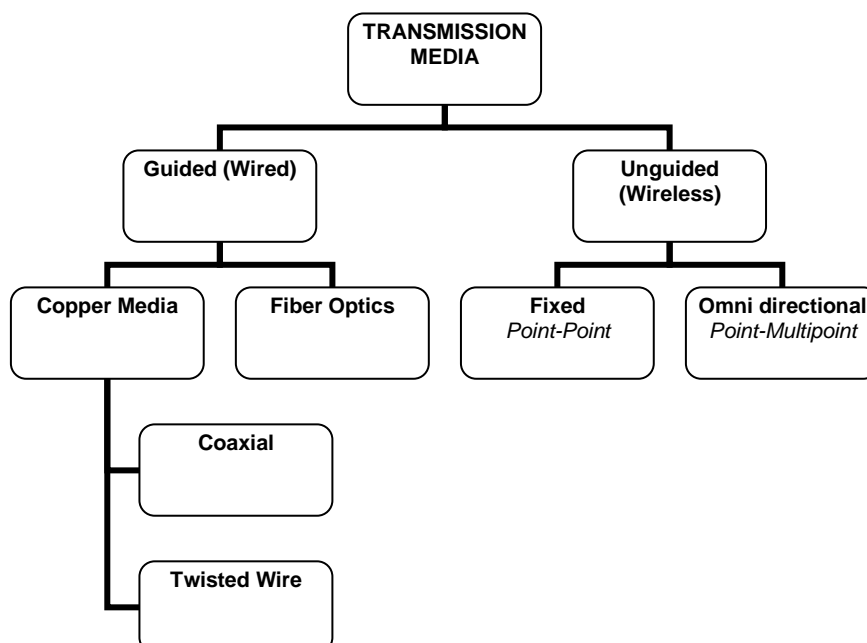 TRANSMISSION
MEDIA
Guided (Wired)
Unguided
(Wireless)
Copper Media
Fiber Optics
Fixed
Point-Point
Omni directional
Point-Multipoint
Coaxial
Twisted Wire